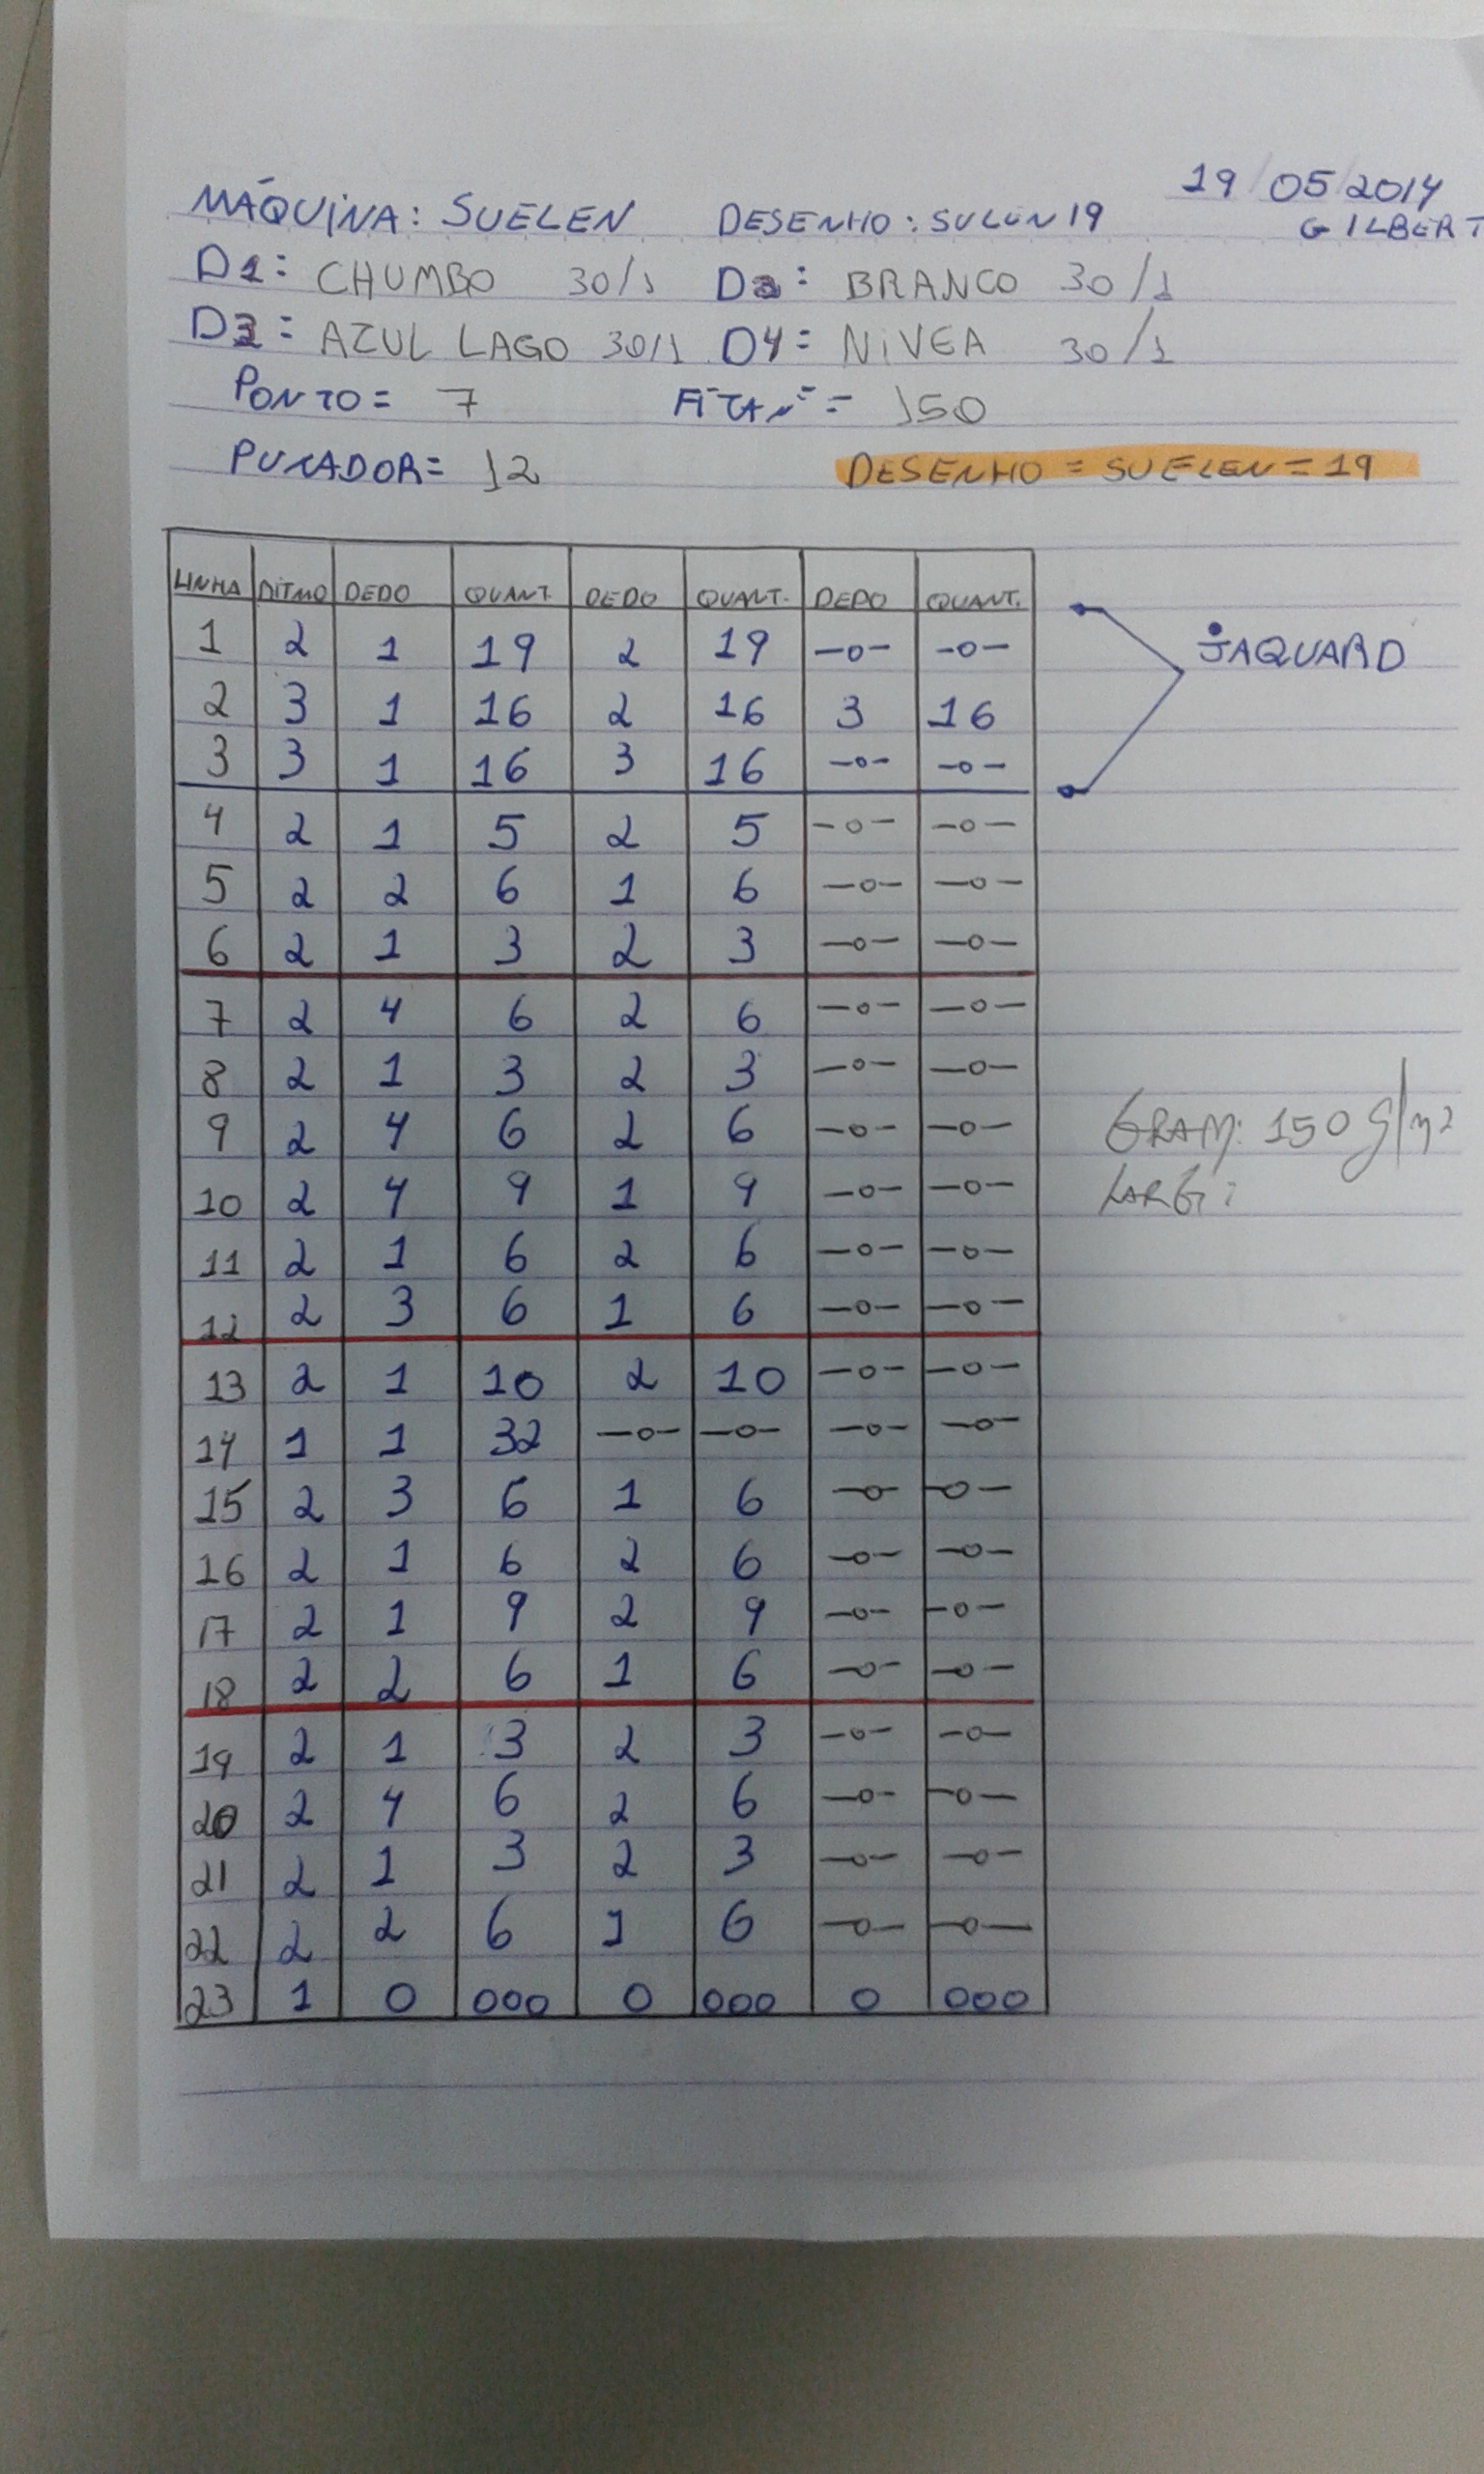 19/05/2014
MÁQUINA: SUELEN DESENHO: SULEN19 GILBERT
D1: CHUMBO 30/1 D2: BRANCO 30/1
D3= AZUL LAGO 30/1 D4= NIVEA 30/1
PONTO= 7 = 150
PUXADOR= 12 DESENHO = SUELEN = 19
LINHA DITMO DEDO QUANT. DEDO QUANT. DEDO QUANT.
1 2 1 19 2 19 -o- -o- JAQUARD
2 3 1 16 2 16 3 16
3 3 1 16 3 16 -o- -o-
4 2 1 5 2 5 -o- -o-
5 2 2 6 1 6 -o- -o-
6 2 1 3 2 3 -o- -o-
7 2 4 6 2 6 -o- -o-
8 2 1 3 2 3 -o- -o-
9 2 4 6 2 6 -o- -o- GRAM: 150 g/m2
10 2 4 9 1 9 -o- -o- LARG:
11 2 1 6 2 6 -o- -o-
12 2 3 6 1 6 -o- -o-
13 2 1 10 2 10 -o- -o-
14 1 1 32 -o- -o- -o- -o-
15 2 3 6 1 6 -o- -o-
16 2 1 6 2 6 -o- -o-
17 2 1 9 2 9 -o- -o-
18 2 2 6 1 6 -o- -o-
19 2 1 3 2 3 -o- -o-
20 2 4 6 2 6 -o- -o-
21 2 1 3 2 3 -o- -o-
22 2 2 6 1 6 -o- -o-
23 1 0 000 0 000 0 000